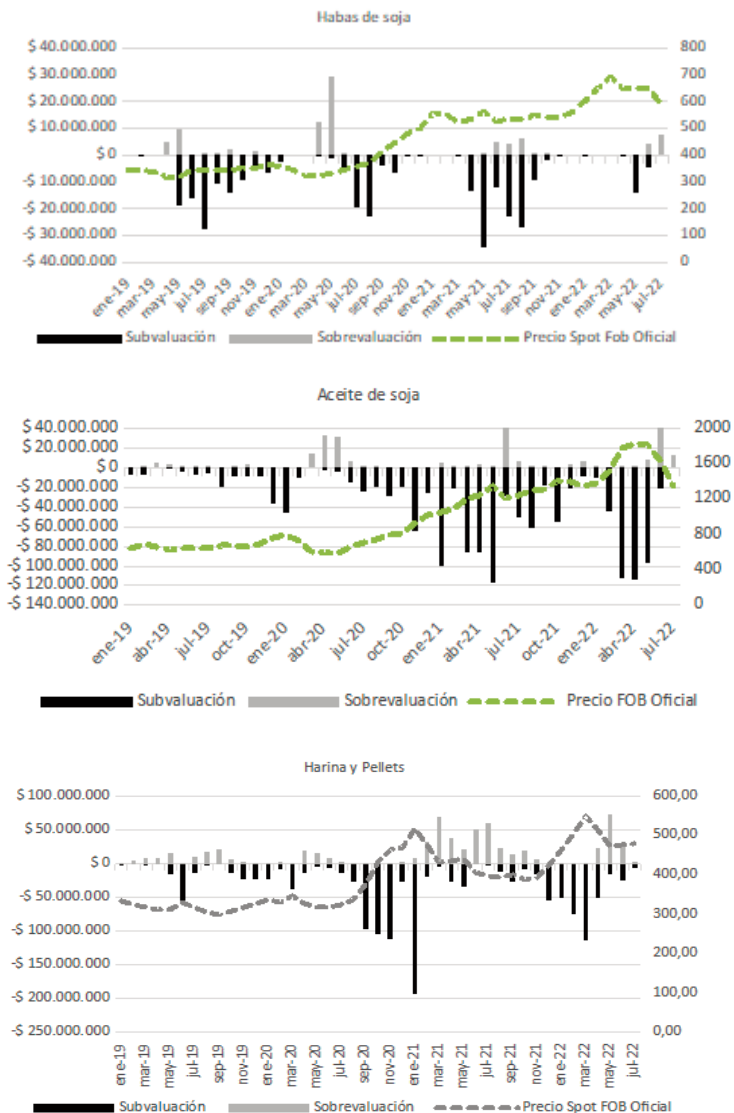 Habas de soja
$ 40.000.000
$ 30.000.000
$ 20.000.000
$ 10.000.000
$ 0
-$ 10.000.000
-$ 20.000.000
-$ 30.000.000
-$ 40.000.000
800
700
600
500
400
300
200
100
0
ene-19
mar-19
may-19
jul-19
sep-19
nov-19
ene-20
mar-20
may-20
jul-20
sep-20
nov-20
ene-21
mar-21
may-21
jul-21
sep-21
nov-21
ene-22
mar-22
may-22
jul-22
Subvaluación Sobrevaluación Precio Spot Fob Oficial
Aceite de soja
$ 40.000.000
$ 20.000.000
$ 0
-$ 20.000.000
-$ 40.000.000
-$ 60.000.000
-$ 80.000.000
-$ 100.000.000
-$ 120.000.000
-$ 140.000.000
2000
1600
1200
800
400
0
ene-19
abr-19
jul-19
oct-19
ene-20
abr-20
jul-20
oct-20
ene-21
abr-21
jul-21
oct-21
ene-22
abr-22
jul-22
Subvaluación Sobrevaluación Precio FOB Oficial
Harina y Pellets
$ 100.000.000
$ 50.000.000
$ 0
-$ 50.000.000
-$ 100.000.000
-$ 150.000.000
-$ 200.000.000
-$ 250.000.000
600,00
500,00
400,00
300,00
200,00
100,00
0,00
ene-19
mar-19
may-19
jul-19
sep-19
nov-19
ene-20
mar-20
may-20
jul-20
sep-20
nov-20
ene-21
mar-21
may-21
jul-21
sep-21
nov-21
ene-22
mar-22
may-22
jul-22
Subvaluación Sobrevaluación Precio Spot FOB Oficial